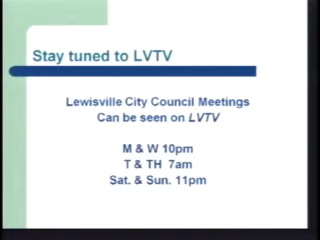 Stay tuned to LVTV
Lewisville City Council Meetings
Can be seen on LVTV
M & W 10pm
T & TH 7am
Sat. & Sun. 11pm